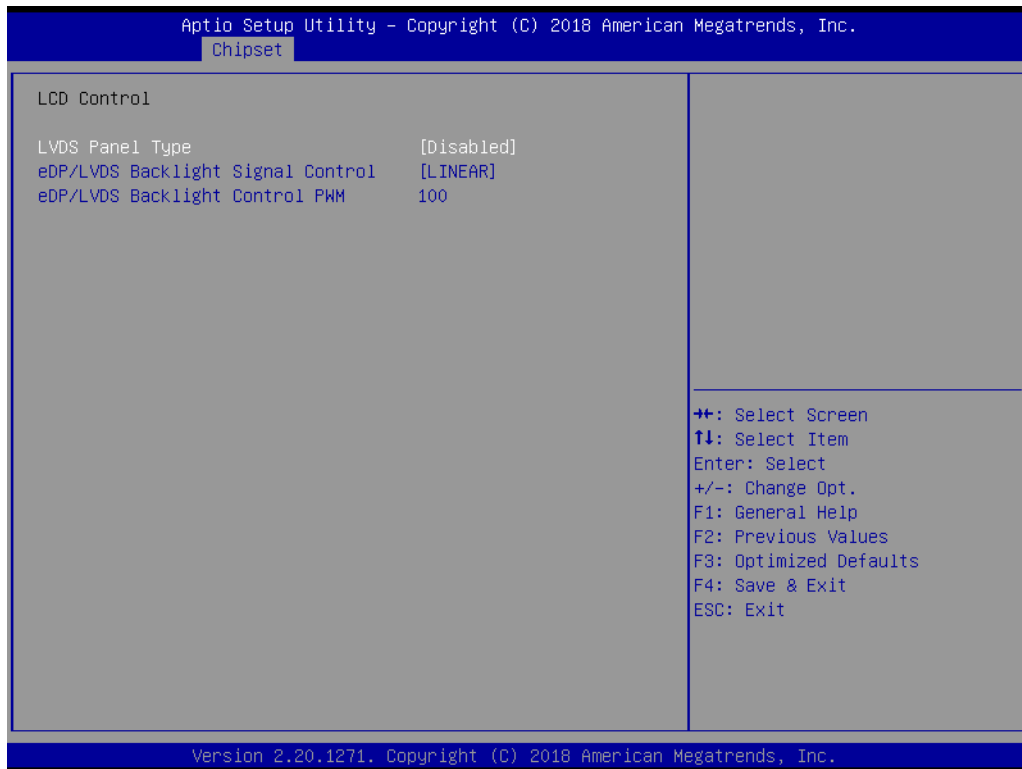 Aptio Setup Utility – Copyright (C) 2018 American Megatrends, Inc.
Chipset
LCD Control
LVDS Panel Type [Disabled]
eDP/LVDS Backlight Signal Control [LINEAR]
eDP/LVDS Backlight Control PWM 100
→←: Select Screen
↑↓: Select Item
Enter: Select
+/-: Change Opt.
F1: General Help
F2: Previous Values
F3: Optimized Defaults
F4: Save & Exit
ESC: Exit
Version 2.20.1271. Copyright (C) 2018 American Megatrends, Inc.